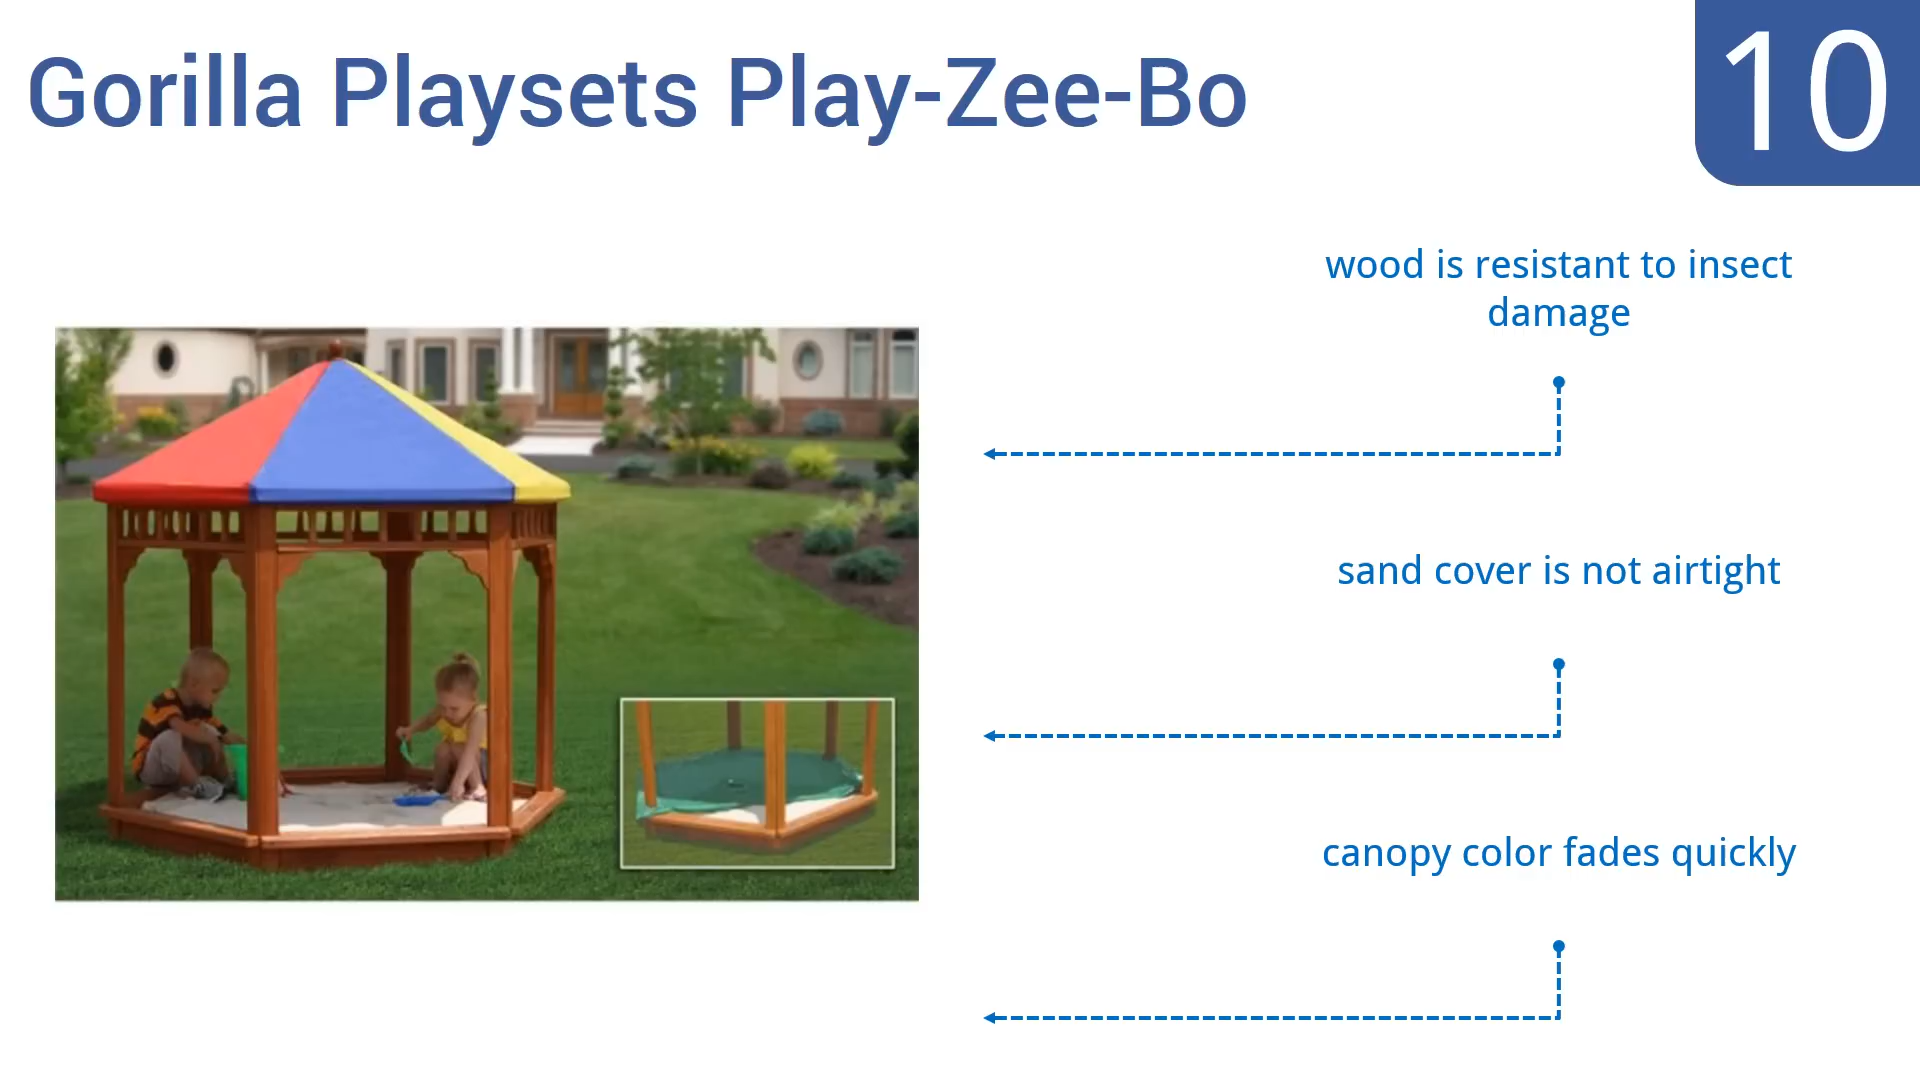 Gorilla Playsets Play-Zee-Bo
10
wood is resistant to insect
damage
sand cover is not airtight
canopy color fades quickly